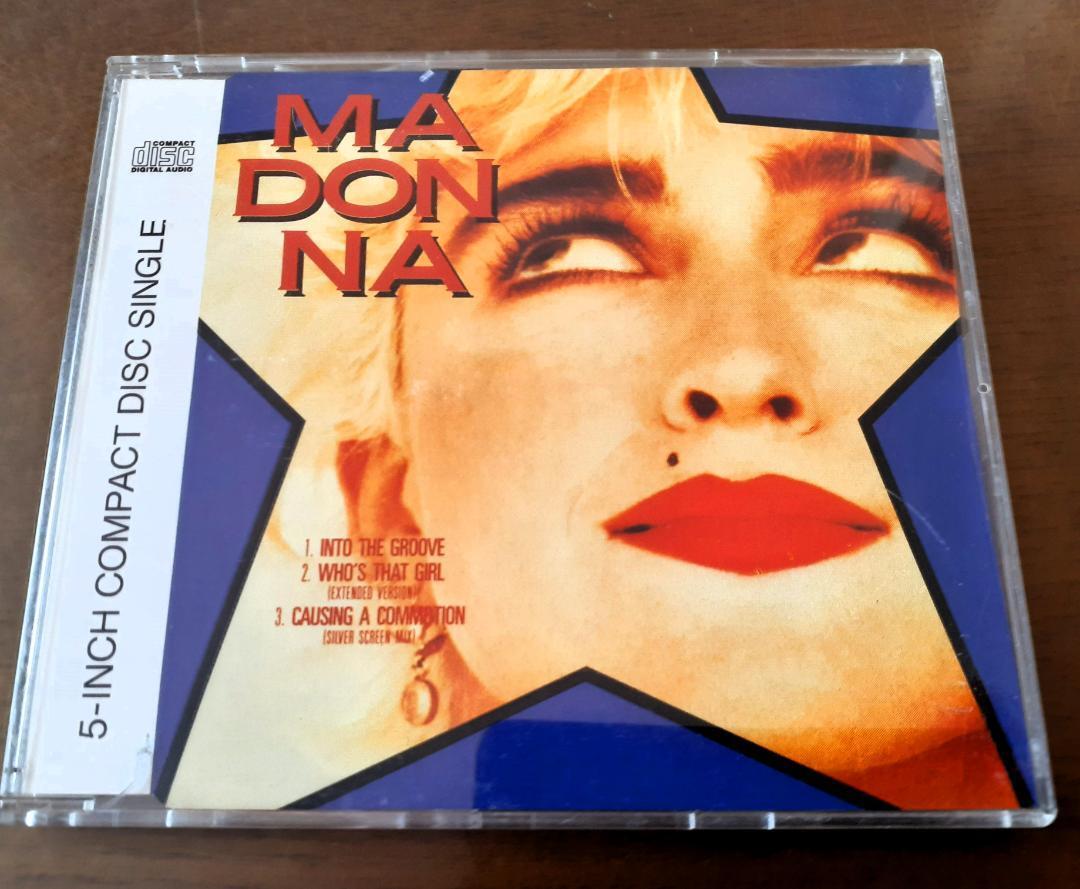 COMPACT
disc
DIGITAL AUDIO
5-INCH COMPACT DISC SINGLE
MA
DON
NA
1. INTO THE GROOVE
2. WHO'S THAT GIRL
(EXTENDED VERSION)
3. CAUSING A COMMOTION
(SILVER SCREEN MIX)